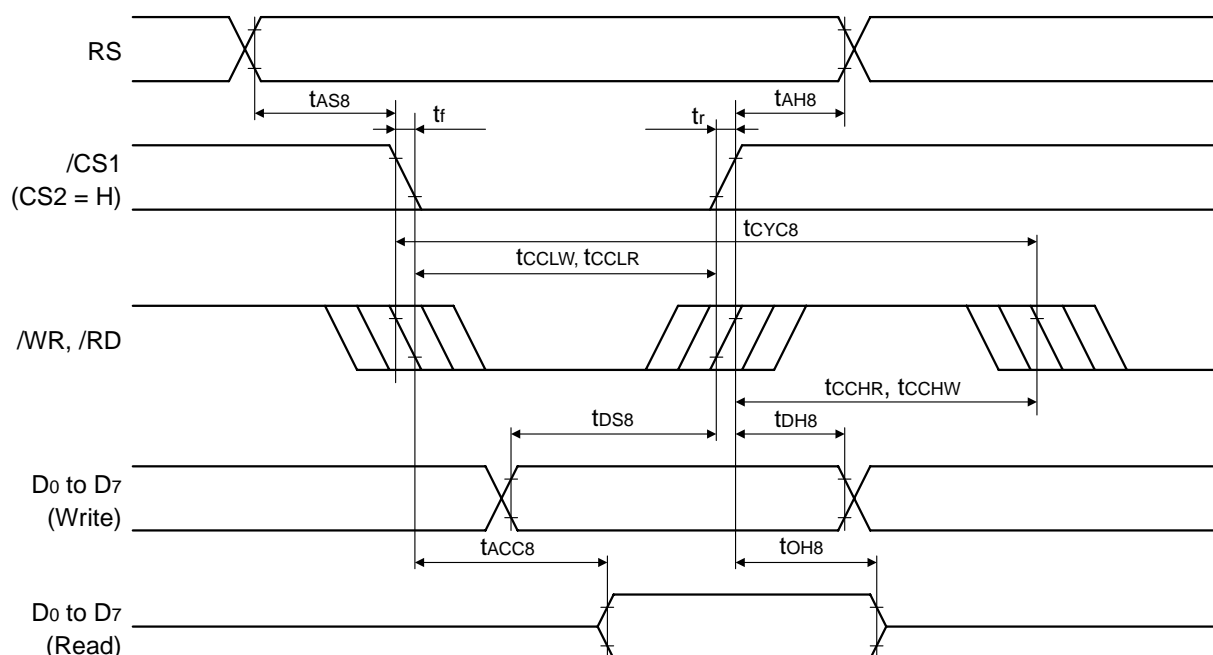 RS
tAS8
tAH8
tf
tr
/CS1
(CS2 = H)
tCYC8
tCCLW, tCCLR
/WR, /RD
tCCHR, tCCHW
tDS8
tDH8
D0 to D7
(Write)
tACC8
tOH8
D0 to D7
(Read)